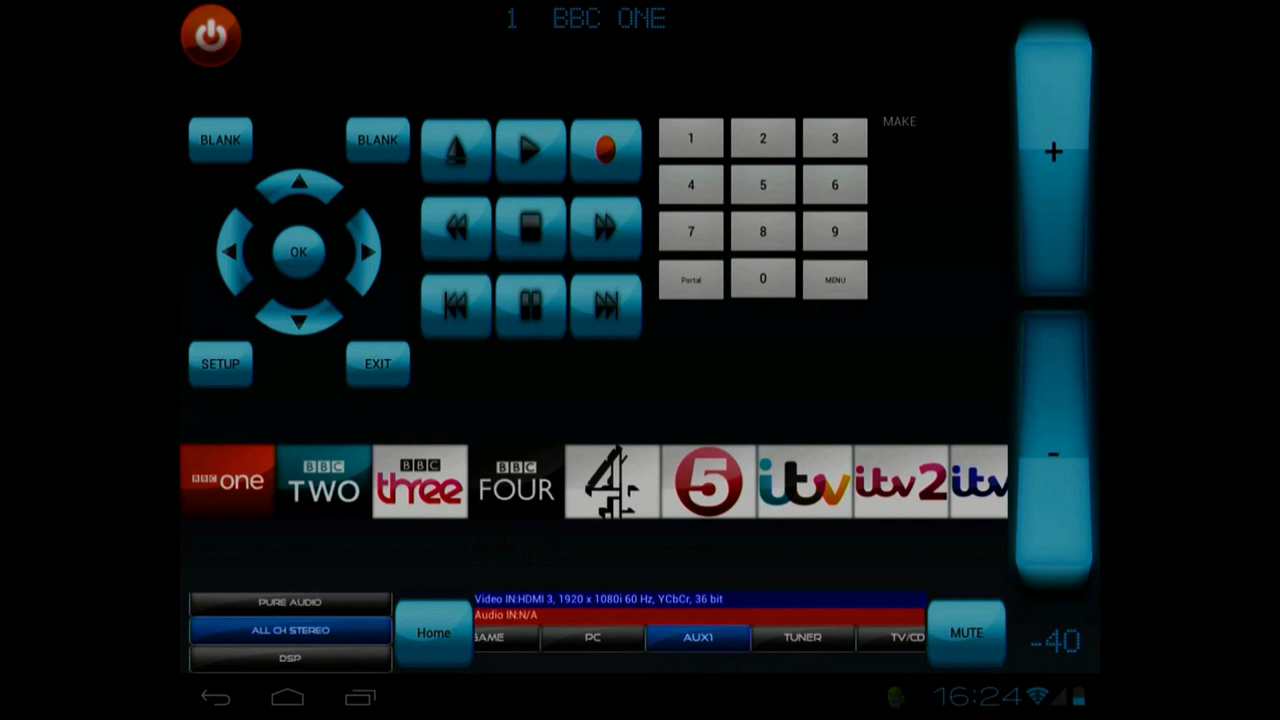 1 BBC ONE
BLANK
BLANK
1 2 3
MAKE
+
4 5 6
OK
7 8 9
Portal 0 MENU
SETUP
EXIT
-
BBC one
BBC TWO
BBC three
BBC FOUR
4
5
itv
itv2
itv
PURE AUDIO
ALL CH STEREO
DSP
Home
Video IN:HDMI 3, 1920 x 1080i 60 Hz, YCbCr, 36 bit
Audio IN:N/A
GAME PC AUX1 TUNER TV/CD
MUTE
-40
16:24